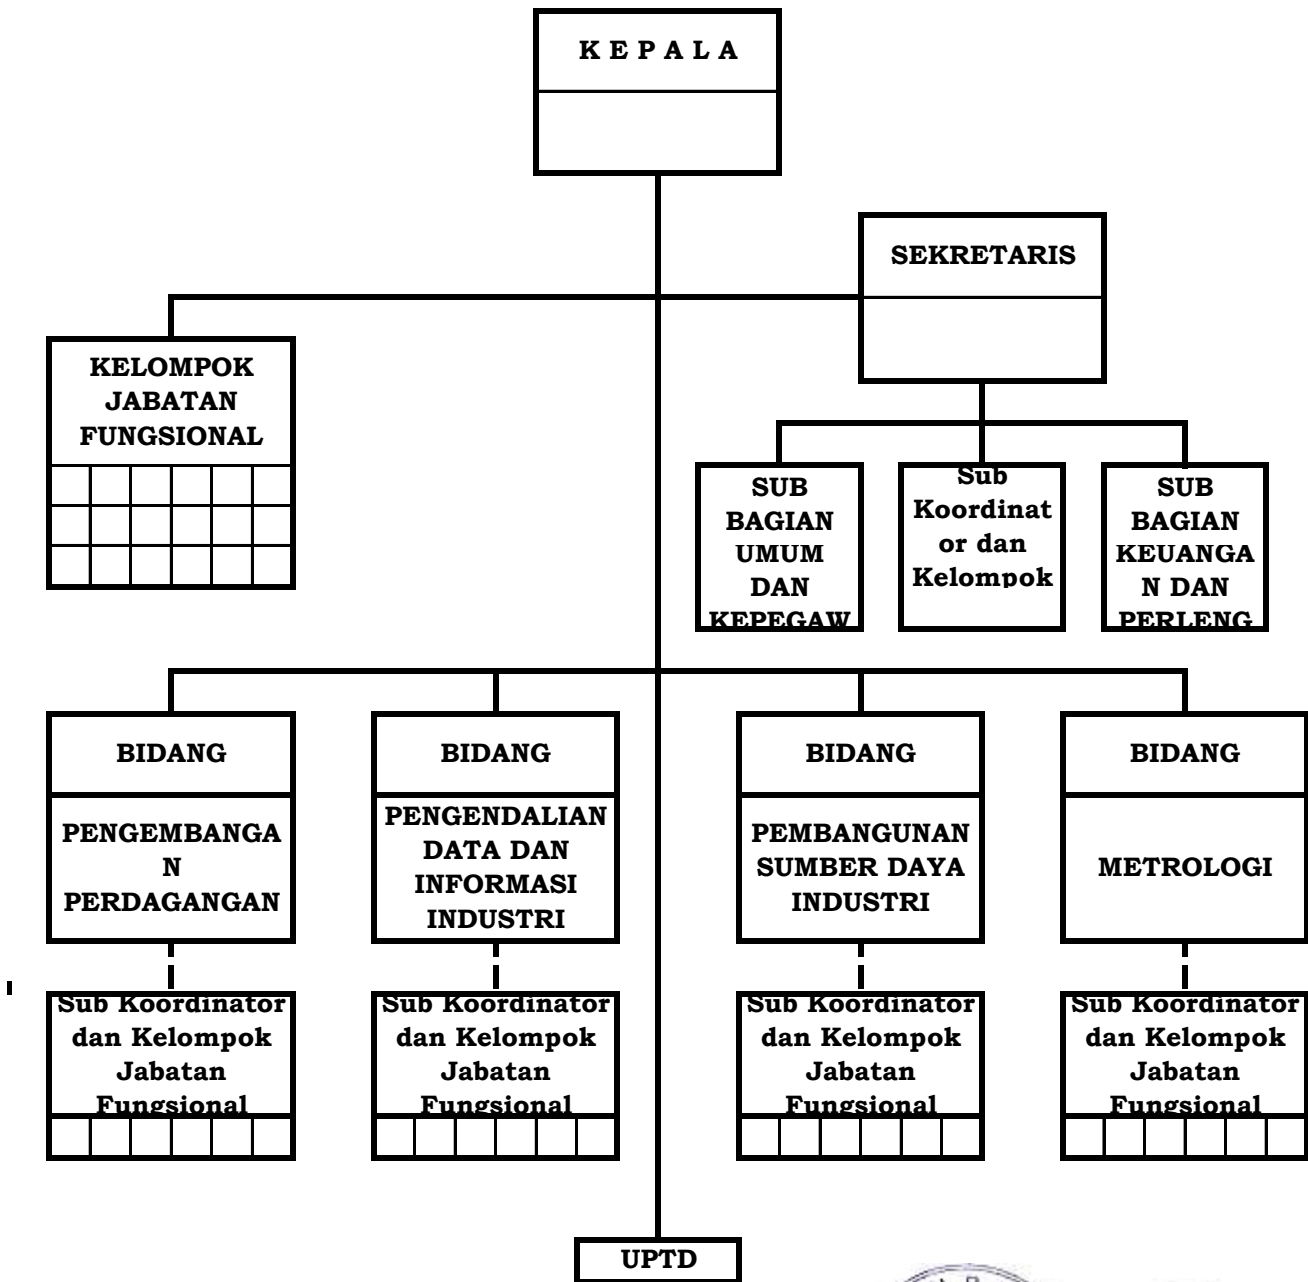 K E P A L A
SEKRETARIS
KELOMPOK
JABATAN
FUNGSIONAL
SUB
BAGIAN
UMUM
DAN
KEPEGAW
Sub
Koordinat
or dan
Kelompok
SUB
BAGIAN
KEUANGA
N DAN
PERLENG
BIDANG
PENGEMBANGA
N
PERDAGANGAN
BIDANG
PENGENDALIAN
DATA DAN
INFORMASI
INDUSTRI
BIDANG
PEMBANGUNAN
SUMBER DAYA
INDUSTRI
BIDANG
METROLOGI
Sub Koordinator
dan Kelompok
Jabatan
Fungsional
Sub Koordinator
dan Kelompok
Jabatan
Fungsional
Sub Koordinator
dan Kelompok
Jabatan
Fungsional
Sub Koordinator
dan Kelompok
Jabatan
Fungsional
UPTD